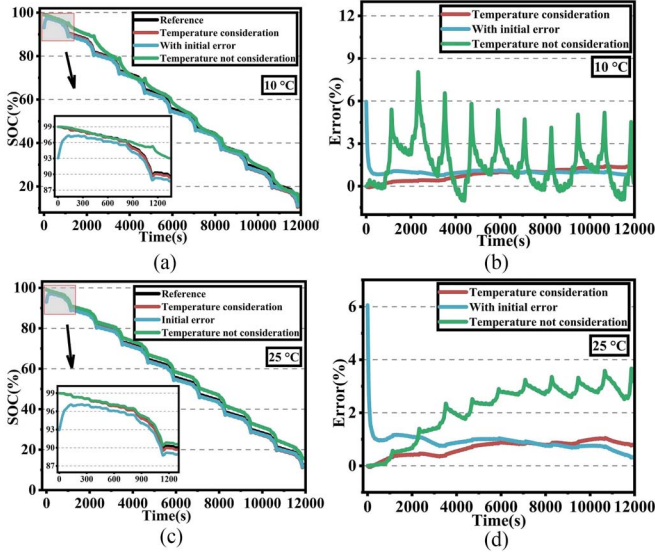 SOC(%)
100
80
60
40
20
Reference
Temperature consideration
With initial error
Temperature not consideration
10 °C
99
96
93
90
87
0 300 600 900 1200
0 2000 4000 6000 8000 10000 12000
Time(s)
(a)
Error(%)
12
9
6
3
0
Temperature consideration
With initial error
Temperature not consideration
10 °C
0 2000 4000 6000 8000 10000 12000
Time(s)
(b)
SOC(%)
100
80
60
40
20
0
Reference
Temperature consideration
Initial error
Temperature not consideration
25 °C
99
96
93
90
87
0 300 600 900 1200
0 2000 4000 6000 8000 10000 12000
Time(s)
(c)
Error(%)
6
4
2
0
Temperature consideration
With initial error
Temperature not consideration
25 °C
0 2000 4000 6000 8000 10000 12000
Time(s)
(d)